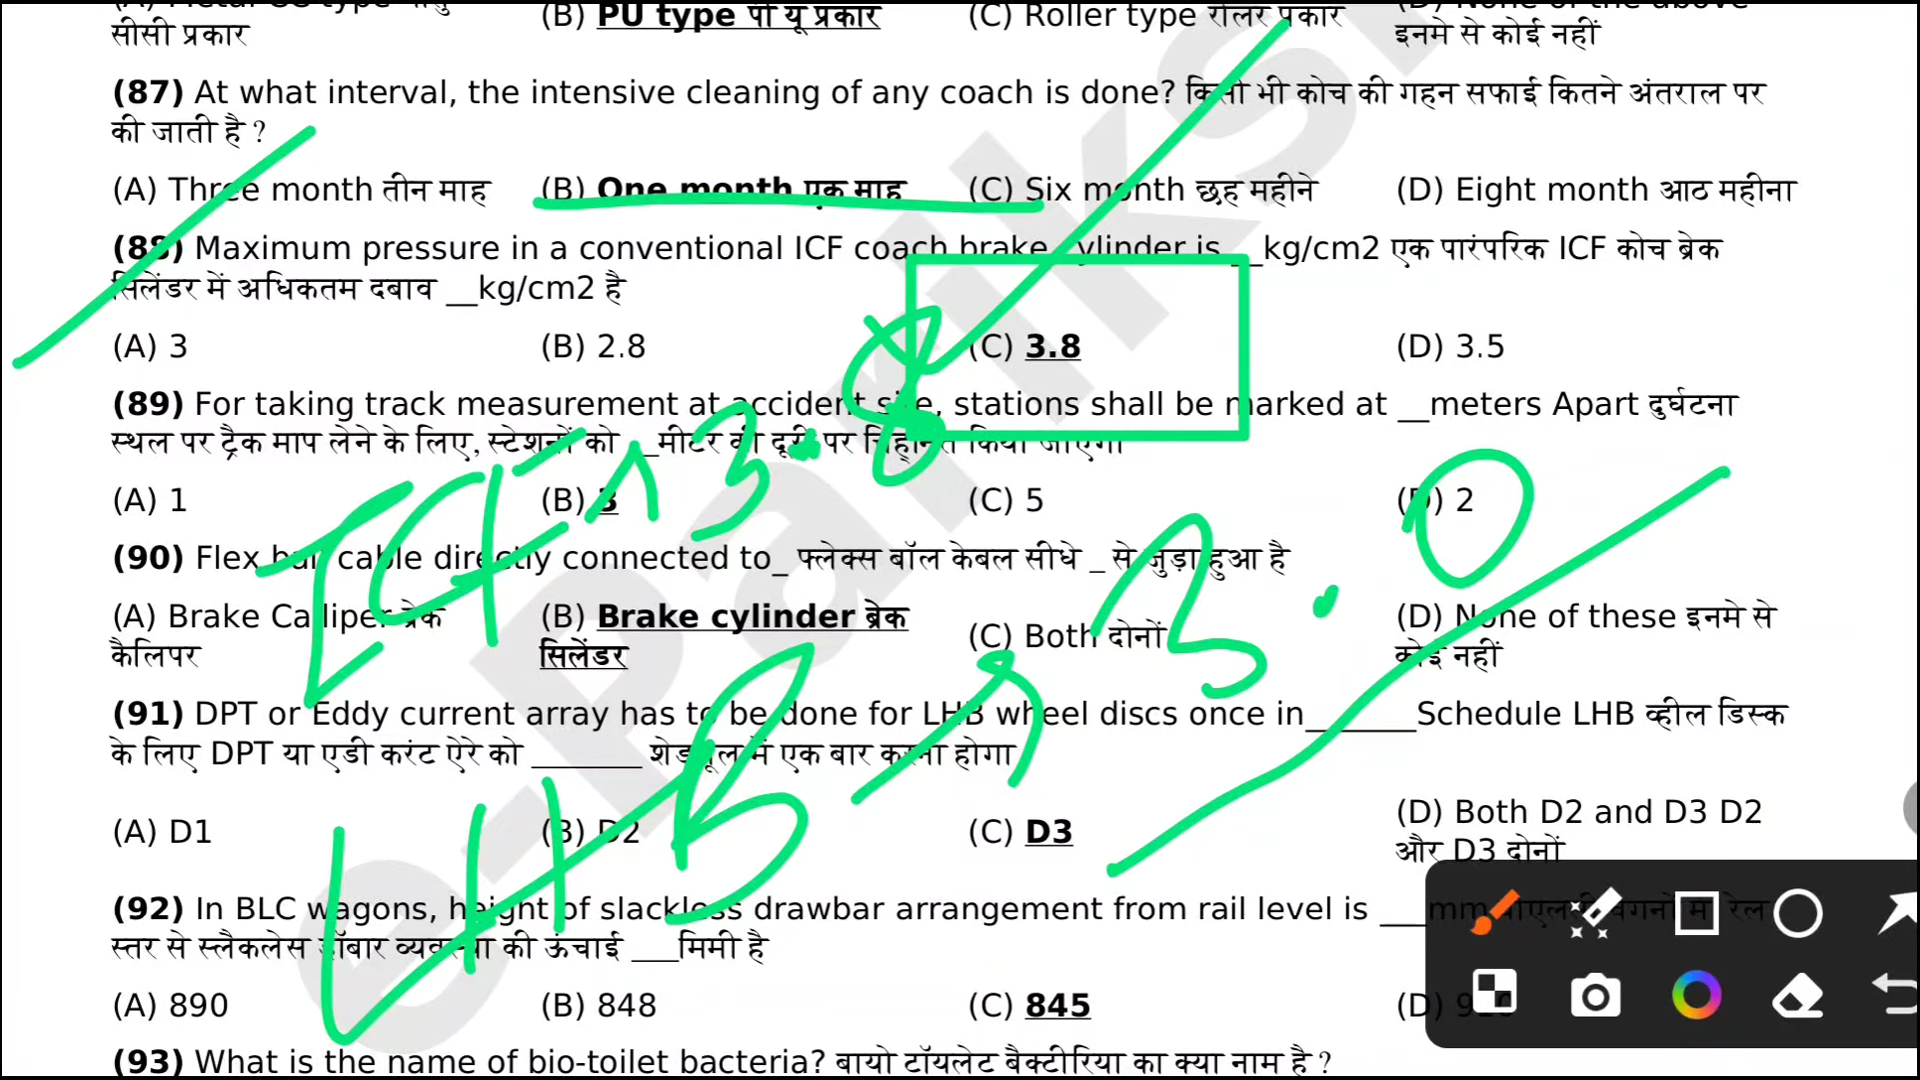 (B) PU type पी यू प्रकार (C) Roller type रोलर प्रकार
सीसी प्रकार इनमे से कोई नहीं
(87) At what interval, the intensive cleaning of any coach is done? किसी भी कोच की गहन सफाई कितने अंतराल पर
की जाती है ?
(A) Three month तीन माह (B) One month एक माह (C) Six month छह महीने (D) Eight month आठ महीना
(88) Maximum pressure in a conventional ICF coach brake cylinder is __kg/cm2 एक पारंपरिक ICF कोच ब्रेक
सिलेंडर में अधिकतम दबाव __kg/cm2 है
(A) 3 (B) 2.8 (C) 3.8 (D) 3.5
(89) For taking track measurement at accident site, stations shall be marked at __meters Apart दुर्घटना
स्थल पर ट्रैक माप लेने के लिए, स्टेशनों को __मीटर की दूरी पर चिह्नित किया जाएगा
(A) 1 (B) 3 (C) 5 (D) 2
(90) Flex ball cable directly connected to_ फ्लेक्स बॉल केबल सीधे _ से जुड़ा हुआ है
(A) Brake Calliper ब्रेक (B) Brake cylinder ब्रेक (C) Both दोनों (D) None of these इनमे से
कैलिपर सिलेंडर कोई नहीं
(91) DPT or Eddy current array has to be done for LHB wheel discs once in_______Schedule LHB व्हील डिस्क
के लिए DPT या एडी करंट ऐरे को _______ शेड्यूल में एक बार करना होगा
(A) D1 (B) D2 (C) D3 (D) Both D2 and D3 D2
और D3 दोनों
(92) In BLC wagons, height of slackless drawbar arrangement from rail level is ___mm
स्तर से स्लैकलेस ड्रॉबार व्यवस्था की ऊंचाई ___मिमी है
(A) 890 (B) 848 (C) 845 (D)
(93) What is the name of bio-toilet bacteria? बायो टॉयलेट बैक्टीरिया का क्या नाम है ?
ICF → 3.8
LHB → 3.0